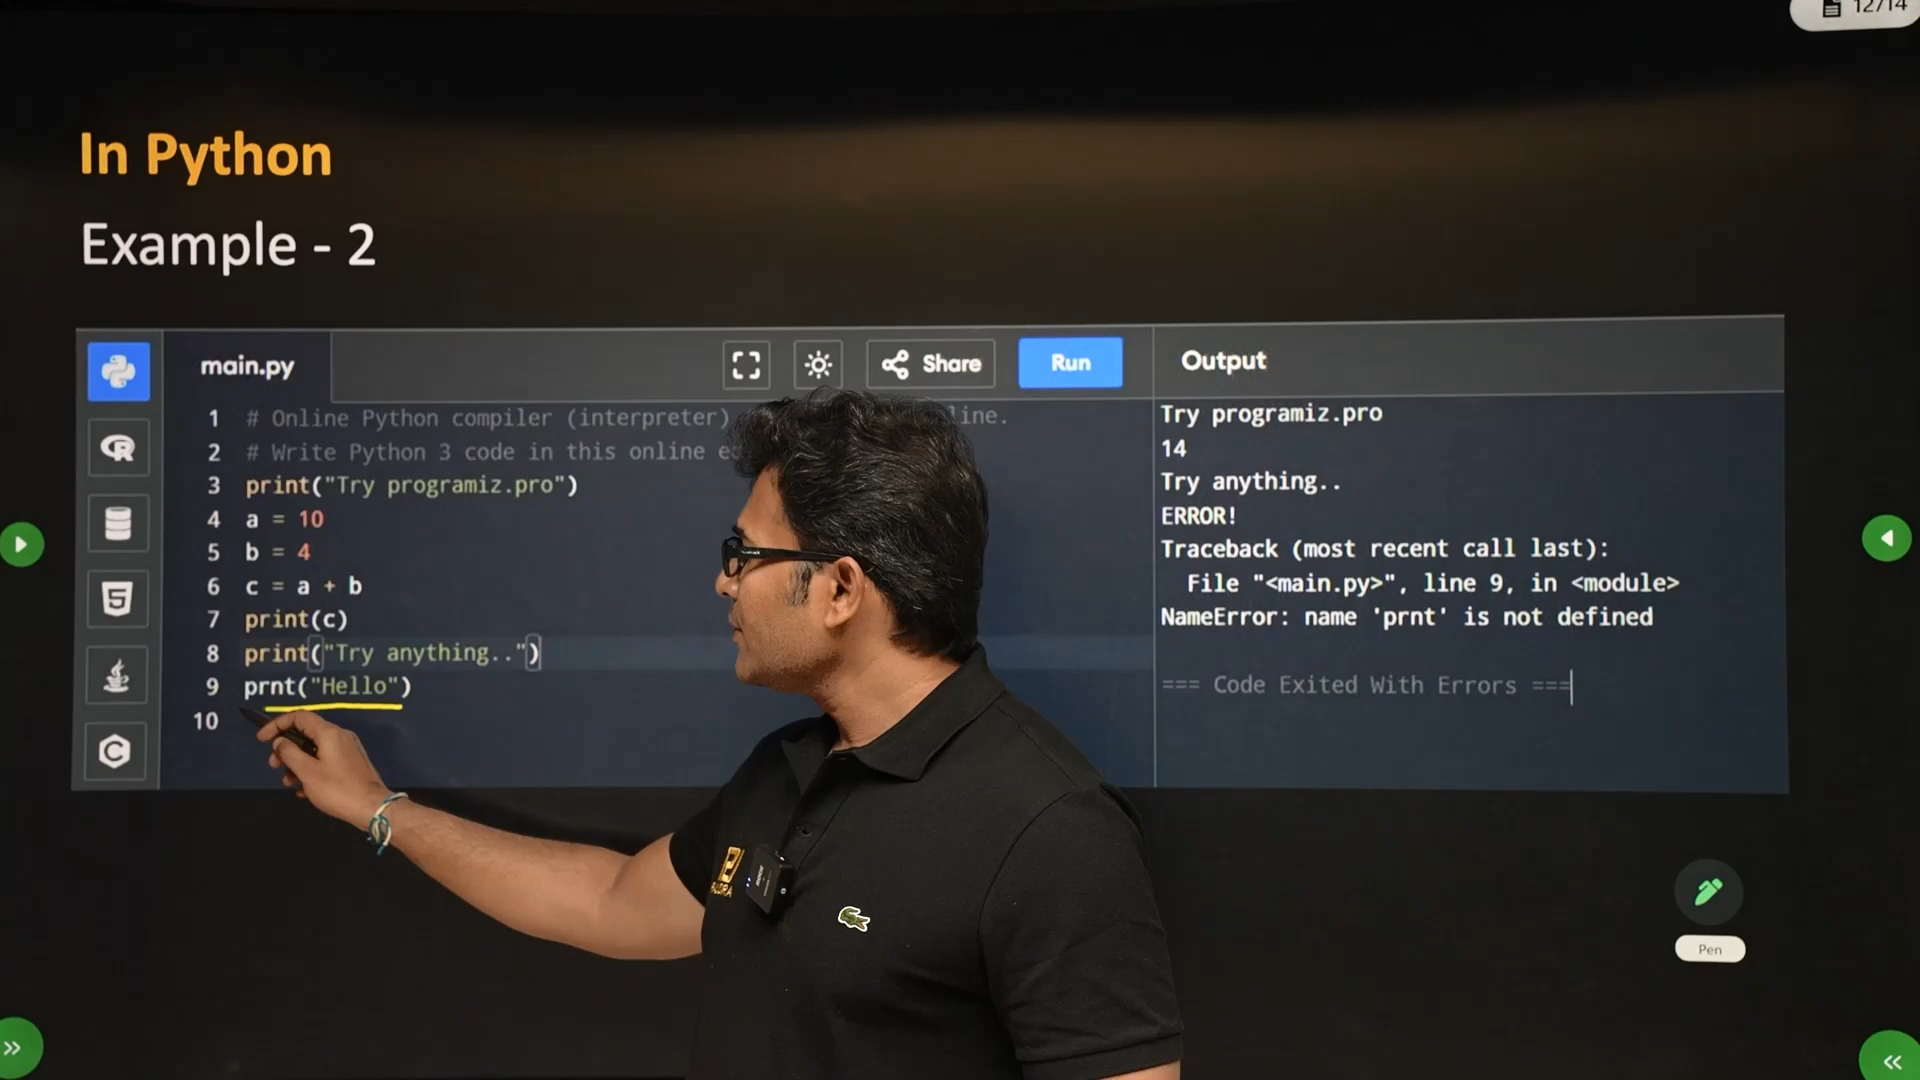 12/14
In Python
Example - 2
main.py
Share
Run
Output
1 # Online Python compiler (interpreter) line.
2 # Write Python 3 code in this online
3 print("Try programiz.pro")
4 a = 10
5 b = 4
6 c = a + b
7 print(c)
8 print("Try anything..")
9 prnt("Hello")
10
Try programiz.pro
14
Try anything..
ERROR!
Traceback (most recent call last):
File "<main.py>", line 9, in <module>
NameError: name 'prnt' is not defined
=== Code Exited With Errors ===
Pen